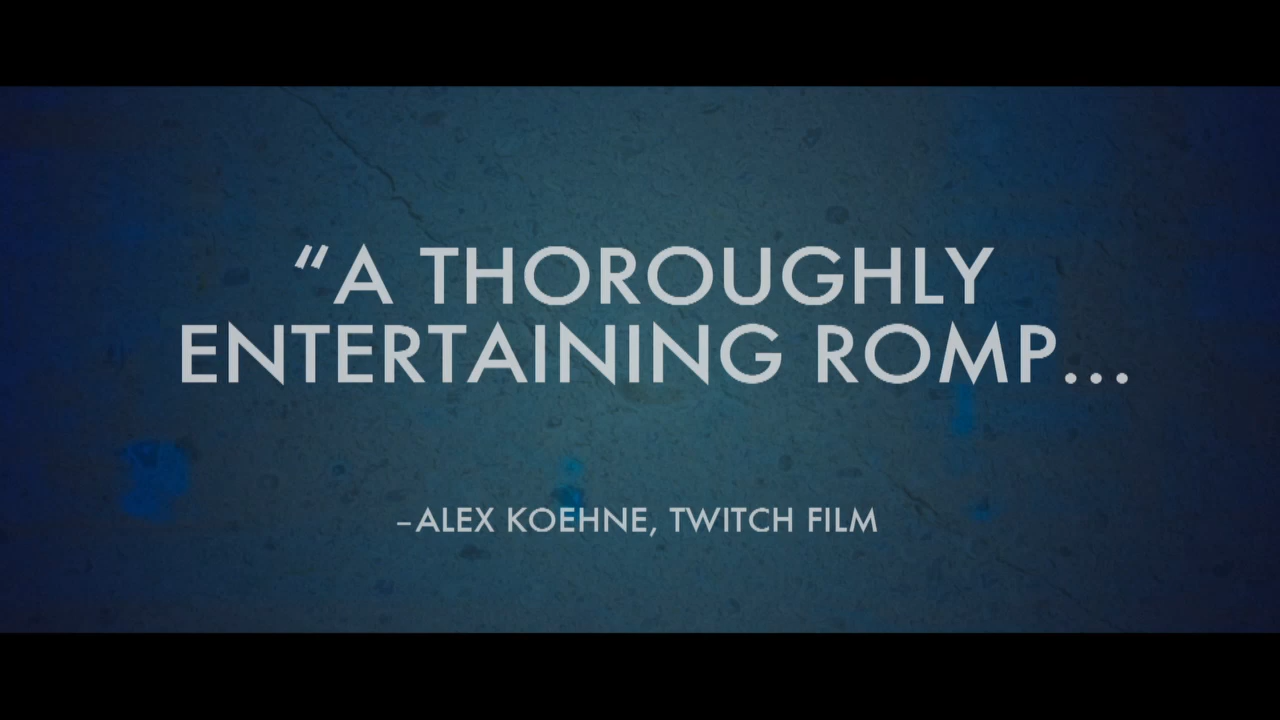 “A THOROUGHLY
ENTERTAINING ROMP...
–ALEX KOEHNE, TWITCH FILM